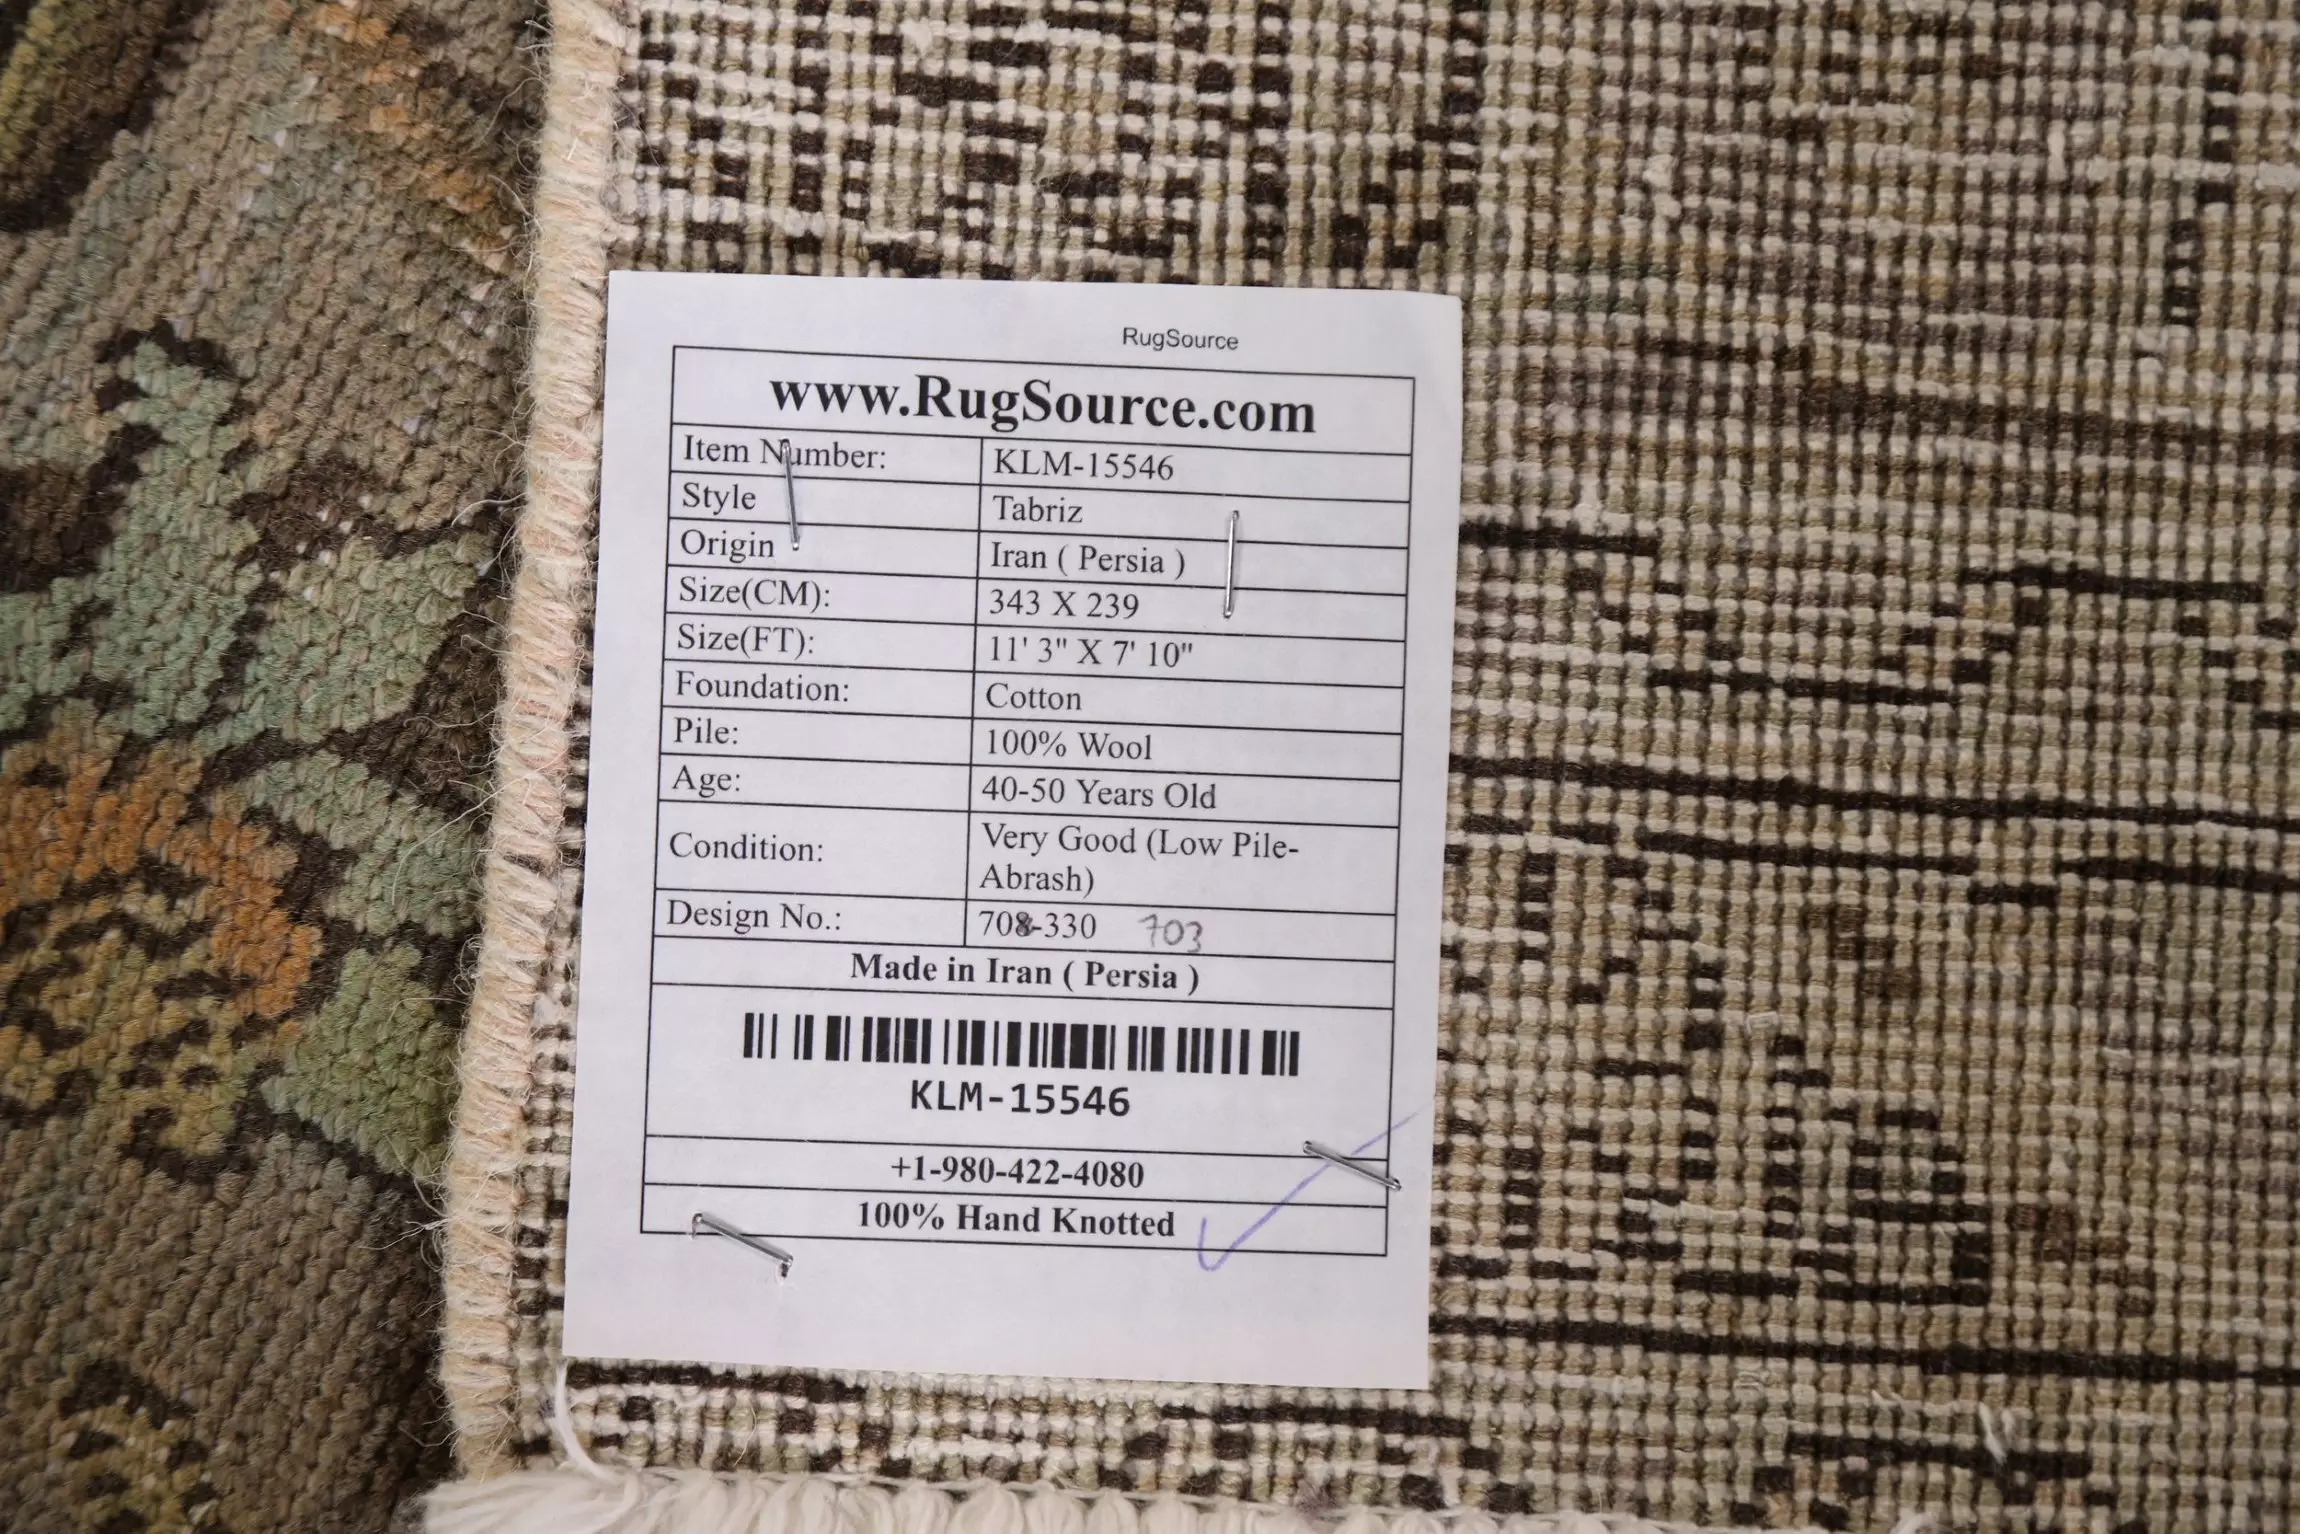 RugSource
www.RugSource.com
Item Number: KLM-15546
Style Tabriz
Origin Iran ( Persia )
Size(CM): 343 X 239
Size(FT): 11' 3" X 7' 10"
Foundation: Cotton
Pile: 100% Wool
Age: 40-50 Years Old
Condition: Very Good (Low Pile-
Abrash)
Design No.: 708-330 703
Made in Iran ( Persia )
KLM-15546
+1-980-422-4080
100% Hand Knotted